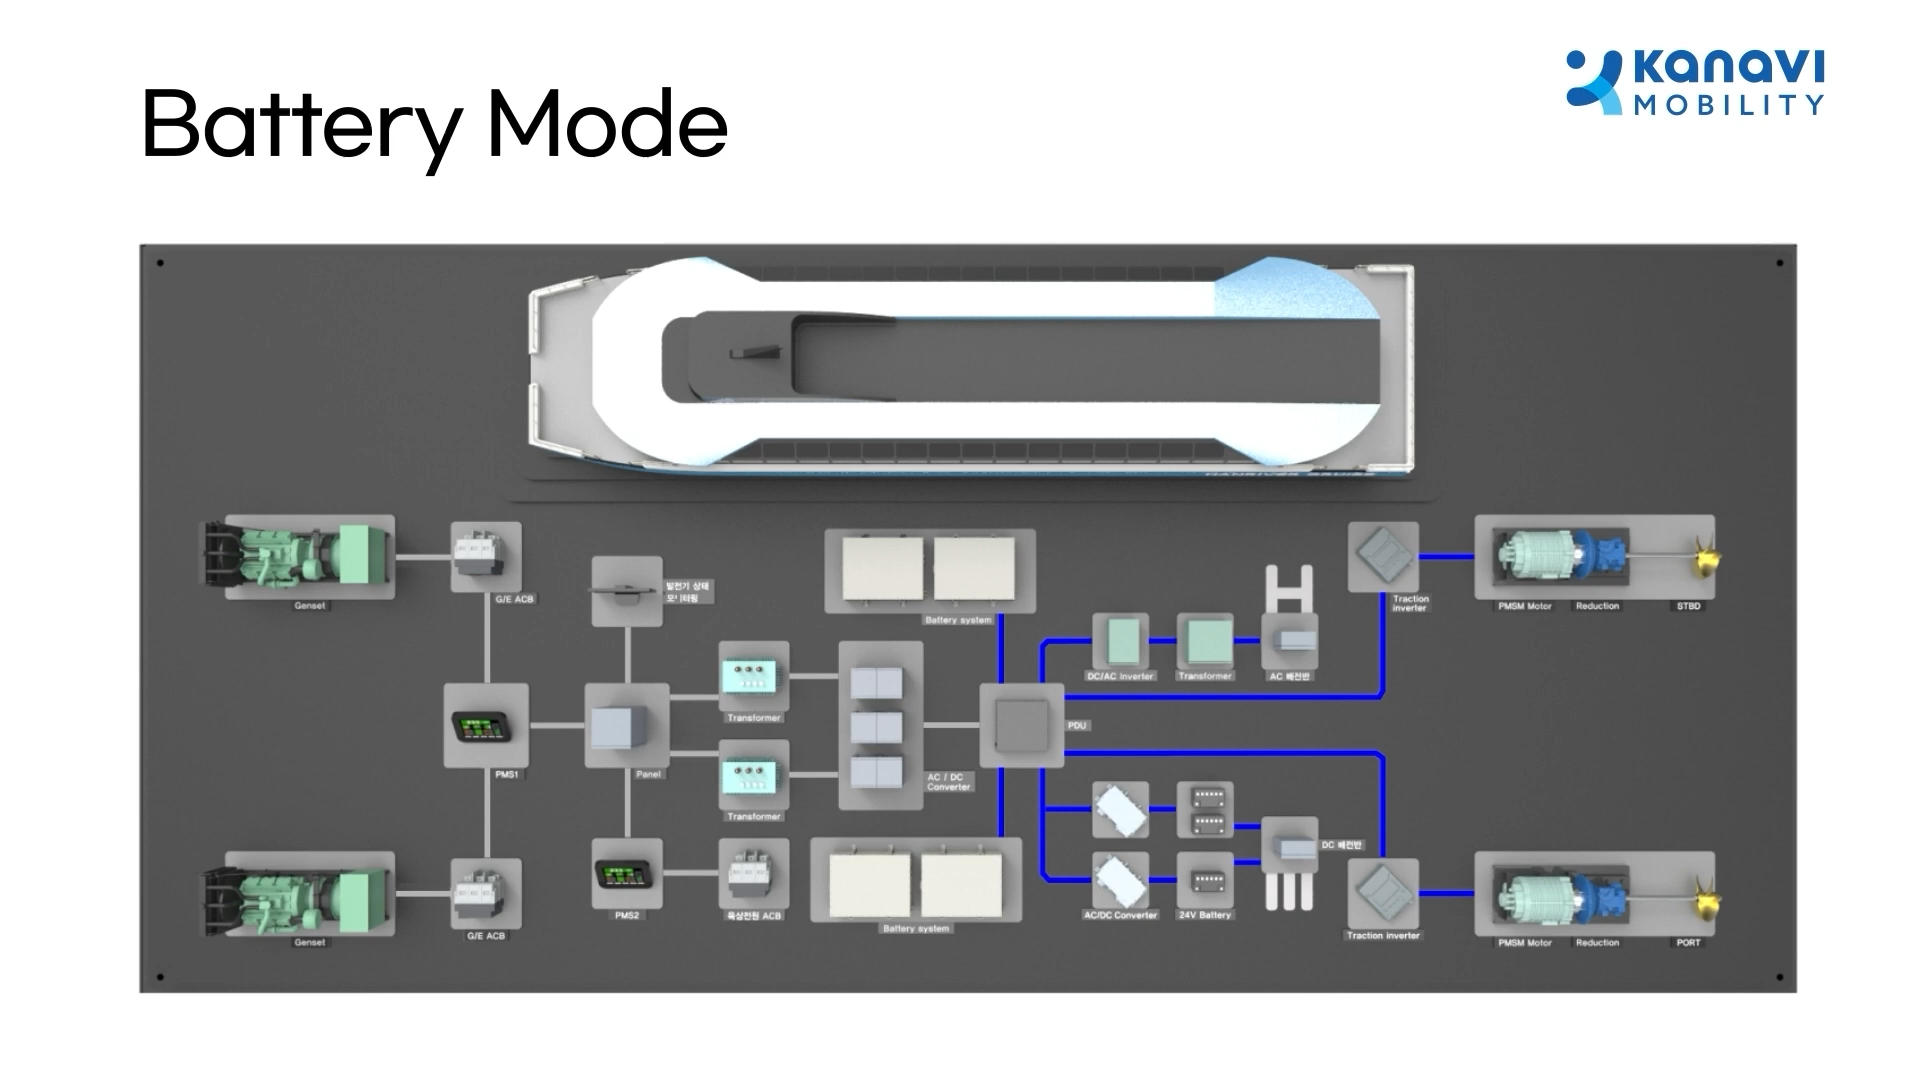 Battery Mode
Kanavi
MOBILITY
HANRIVER CRUISE
Genset
G/E ACB
발전기 상태
모니터링
Battery system
Traction
inverter
PMSM Motor
Reduction
STBD
DC/AC Inverter
Transformer
AC 배전반
Transformer
PMS1
Panel
PDU
AC / DC
Converter
Transformer
DC 배전반
Genset
G/E ACB
PMS2
육상전원 ACB
Battery system
AC/DC Converter
24V Battery
Traction inverter
PMSM Motor
Reduction
PORT